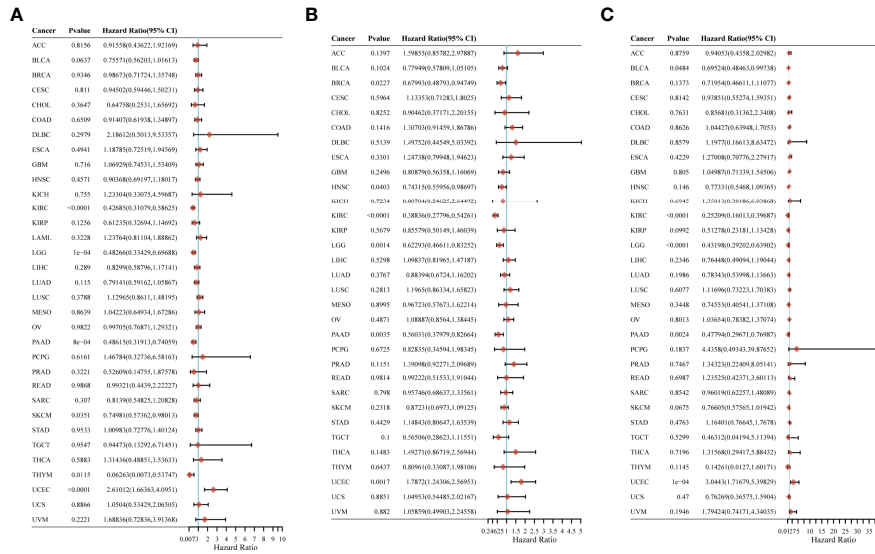 A
Cancer Pvalue Hazard Ratio(95% CI)
ACC 0.8156 0.91558(0.43622,1.92169)
BLCA 0.0637 0.75571(0.56203,1.01613)
BRCA 0.9346 0.98673(0.71724,1.35748)
CESC 0.811 0.94502(0.59446,1.50231)
CHOL 0.3647 0.64758(0.2531,1.65692)
COAD 0.6509 0.91407(0.61938,1.34897)
DLBC 0.2979 2.18612(0.5013,9.53357)
ESCA 0.4941 1.18785(0.72519,1.94569)
GBM 0.716 1.06929(0.74531,1.53409)
HNSC 0.4571 0.90368(0.69197,1.18017)
KICH 0.755 1.23304(0.33075,4.59687)
KIRC <0.0001 0.42685(0.31079,0.58625)
KIRP 0.1256 0.61235(0.32694,1.14692)
LAML 0.3228 1.23764(0.81104,1.88862)
LGG 1e−04 0.48266(0.33429,0.69688)
LIHC 0.289 0.8299(0.58796,1.17141)
LUAD 0.115 0.79141(0.59162,1.05867)
LUSC 0.3788 1.12965(0.8611,1.48195)
MESO 0.8639 1.04223(0.64934,1.67286)
OV 0.9822 0.99705(0.76871,1.29321)
PAAD 8e−04 0.48615(0.31913,0.74059)
PCPG 0.6161 1.46784(0.32736,6.58163)
PRAD 0.3221 0.52609(0.14755,1.87578)
READ 0.9868 0.99321(0.4439,2.22227)
SARC 0.307 0.8139(0.54825,1.20828)
SKCM 0.0351 0.74981(0.57362,0.98013)
STAD 0.9533 1.00983(0.72776,1.40124)
TGCT 0.9547 0.94473(0.13292,6.71451)
THCA 0.5883 1.31436(0.48851,3.53633)
THYM 0.0115 0.06263(0.0073,0.53747)
UCEC <0.0001 2.61012(1.66363,4.0951)
UCS 0.8866 1.0504(0.53429,2.06505)
UVM 0.2221 1.68836(0.72836,3.91368)
0.0073 1 2 3 4 5 6 7 8 9 10
Hazard Ratio
B
Cancer Pvalue Hazard Ratio(95% CI)
ACC 0.1397 1.59855(0.85782,2.97887)
BLCA 0.1024 0.77949(0.57809,1.05105)
BRCA 0.0227 0.67993(0.48793,0.94749)
CESC 0.5964 1.13353(0.71283,1.8025)
CHOL 0.8252 0.90462(0.37171,2.20155)
COAD 0.1416 1.30703(0.91459,1.86786)
DLBC 0.5139 1.49752(0.44549,5.03392)
ESCA 0.3301 1.24738(0.79948,1.94623)
GBM 0.2496 0.80879(0.56358,1.16069)
HNSC 0.0403 0.74315(0.55956,0.98697)
KICH
KIRC <0.0001 0.38836(0.27796,0.54261)
KIRP 0.5679 0.85579(0.50149,1.46039)
LGG 0.0014 0.62293(0.46611,0.83252)
LIHC 0.5298 1.09837(0.81965,1.47187)
LUAD 0.3767 0.88394(0.6724,1.16202)
LUSC 0.2813 1.1965(0.86334,1.65823)
MESO 0.8995 0.96723(0.57673,1.62214)
OV 0.4871 1.08887(0.8564,1.38445)
PAAD 0.0035 0.56031(0.37979,0.82664)
PCPG 0.6725 0.82835(0.34594,1.98345)
PRAD 0.1151 1.39098(0.92271,2.09689)
READ 0.9814 0.99222(0.51533,1.91044)
SARC 0.798 0.95746(0.68637,1.33561)
SKCM 0.2318 0.87231(0.6973,1.09125)
STAD 0.4429 1.14843(0.80647,1.63539)
TGCT 0.1 0.56506(0.28623,1.11551)
THCA 0.1483 1.49271(0.86719,2.56944)
THYM 0.6437 0.80961(0.33087,1.98106)
UCEC 0.0017 1.7872(1.24306,2.56953)
UCS 0.8851 1.04953(0.54485,2.02167)
UVM 0.882 1.05859(0.49903,2.24558)
0.24625 1 1.5 2 2.5 3 3.5 4 4.5 5
Hazard Ratio
C
Cancer Pvalue Hazard Ratio(95% CI)
ACC 0.8759 0.94053(0.4358,2.02982)
BLCA 0.0484 0.69524(0.48463,0.99738)
BRCA 0.1373 0.71954(0.46611,1.11077)
CESC 0.8142 0.93851(0.55274,1.59351)
CHOL 0.7631 0.85681(0.31362,2.3408)
COAD 0.8626 1.04427(0.63948,1.7053)
DLBC 0.8579 1.1977(0.16613,8.63472)
ESCA 0.4229 1.27008(0.70776,2.27917)
GBM 0.805 1.04987(0.71339,1.54506)
HNSC 0.146 0.77331(0.5468,1.09365)
KICH
KIRC <0.0001 0.25209(0.16013,0.39687)
KIRP 0.0992 0.51278(0.23181,1.13428)
LGG <0.0001 0.43198(0.29202,0.63902)
LIHC 0.2346 0.76448(0.49094,1.19044)
LUAD 0.1986 0.78343(0.53998,1.13663)
LUSC 0.6077 1.11696(0.73223,1.70383)
MESO 0.3448 0.74555(0.40541,1.37108)
OV 0.8013 1.03654(0.78382,1.37074)
PAAD 0.0024 0.47794(0.29671,0.76987)
PCPG 0.1837 4.4358(0.49343,39.87652)
PRAD 0.7467 1.34323(0.22409,8.05141)
READ 0.6987 1.23525(0.42371,3.60113)
SARC 0.8542 0.96019(0.62257,1.48089)
SKCM 0.0675 0.76605(0.57565,1.01942)
STAD 0.4763 1.16401(0.76645,1.7678)
TGCT 0.5299 0.46312(0.04194,5.11394)
THCA 0.7196 1.31568(0.29417,5.88432)
THYM 0.1145 0.14261(0.0127,1.60171)
UCEC 1e−04 3.0443(1.71679,5.39829)
UCS 0.47 0.76269(0.36575,1.5904)
UVM 0.1946 1.79424(0.74171,4.34035)
Hazard Ratio